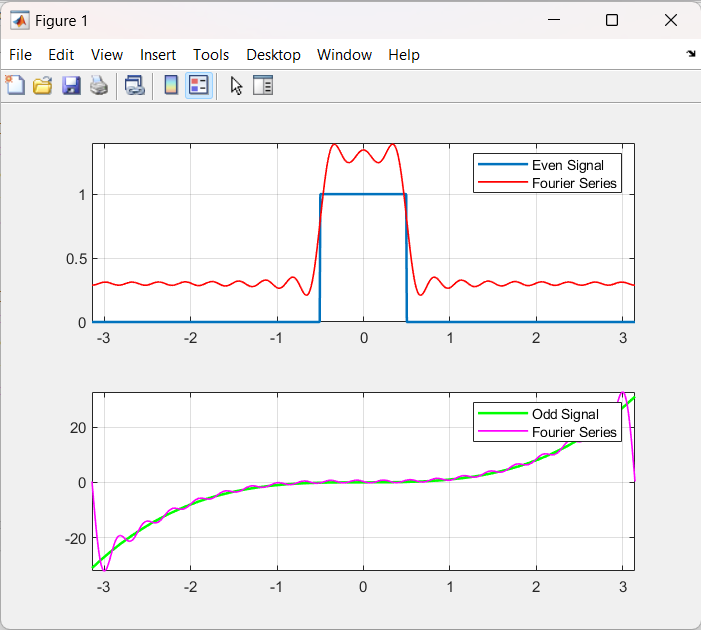 Figure 1
File Edit View Insert Tools Desktop Window Help
Even Signal
Fourier Series
1
0.5
0
-3 -2 -1 0 1 2 3
Odd Signal
Fourier Series
20
0
-20
-3 -2 -1 0 1 2 3